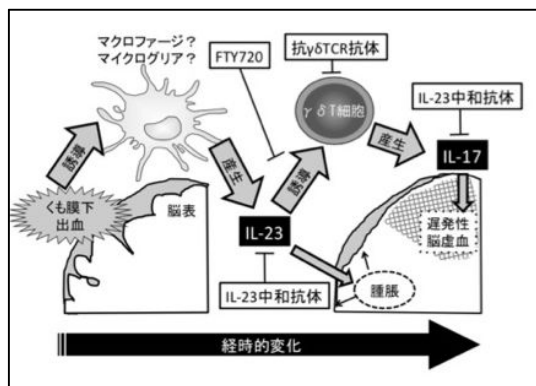 マクロファージ？
マイクログリア？
FTY720
抗γδTCR抗体
γδT細胞
IL-23中和抗体
誘導
産生
誘導
産生
IL-17
くも膜下
出血
脳表
IL-23
遅発性
脳虚血
IL-23中和抗体
腫脹
経時的変化